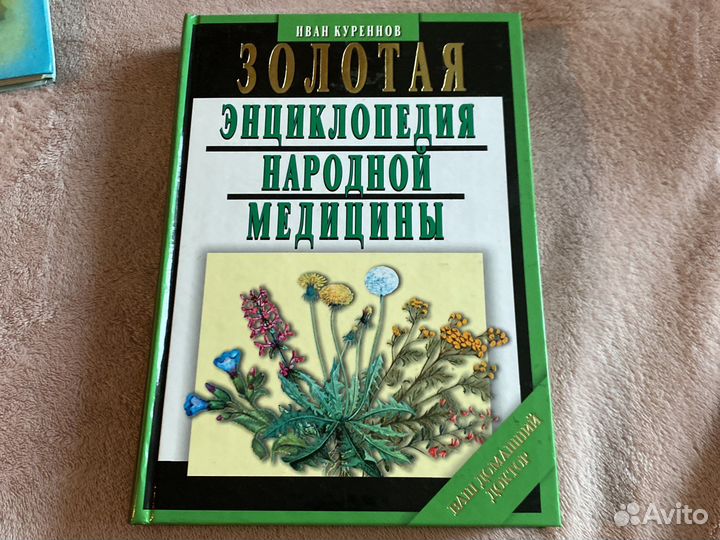 ИВАН КУРЕННОВ
ЗОЛОТАЯ
ЭНЦИКЛОПЕДИЯ
НАРОДНОЙ
МЕДИЦИНЫ
ВАШ ДОМАШНИЙ
ДОКТОР
Avito